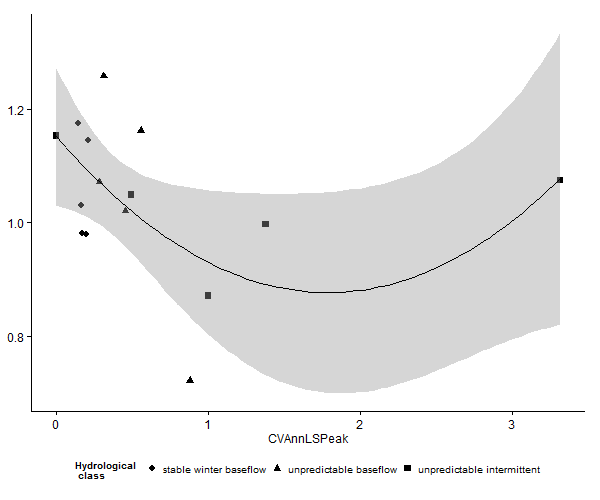 1.2
1.0
0.8
0 1 2 3
CVAnnLSPeak
Hydrological
class
stable winter baseflow unpredictable baseflow unpredictable intermittent